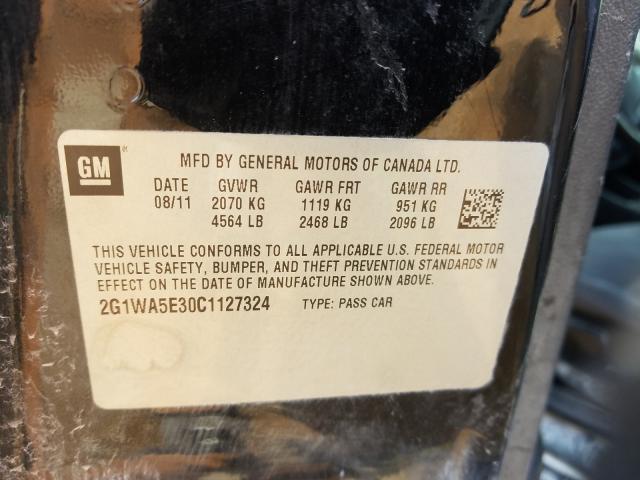 GM
MFD BY GENERAL MOTORS OF CANADA LTD.
DATE GVWR GAWR FRT GAWR RR
08/11 2070 KG 1119 KG 951 KG
4564 LB 2468 LB 2096 LB
THIS VEHICLE CONFORMS TO ALL APPLICABLE U.S. FEDERAL MOTOR
VEHICLE SAFETY, BUMPER, AND THEFT PREVENTION STANDARDS IN
EFFECT ON THE DATE OF MANUFACTURE SHOWN ABOVE.
2G1WA5E30C1127324 TYPE: PASS CAR